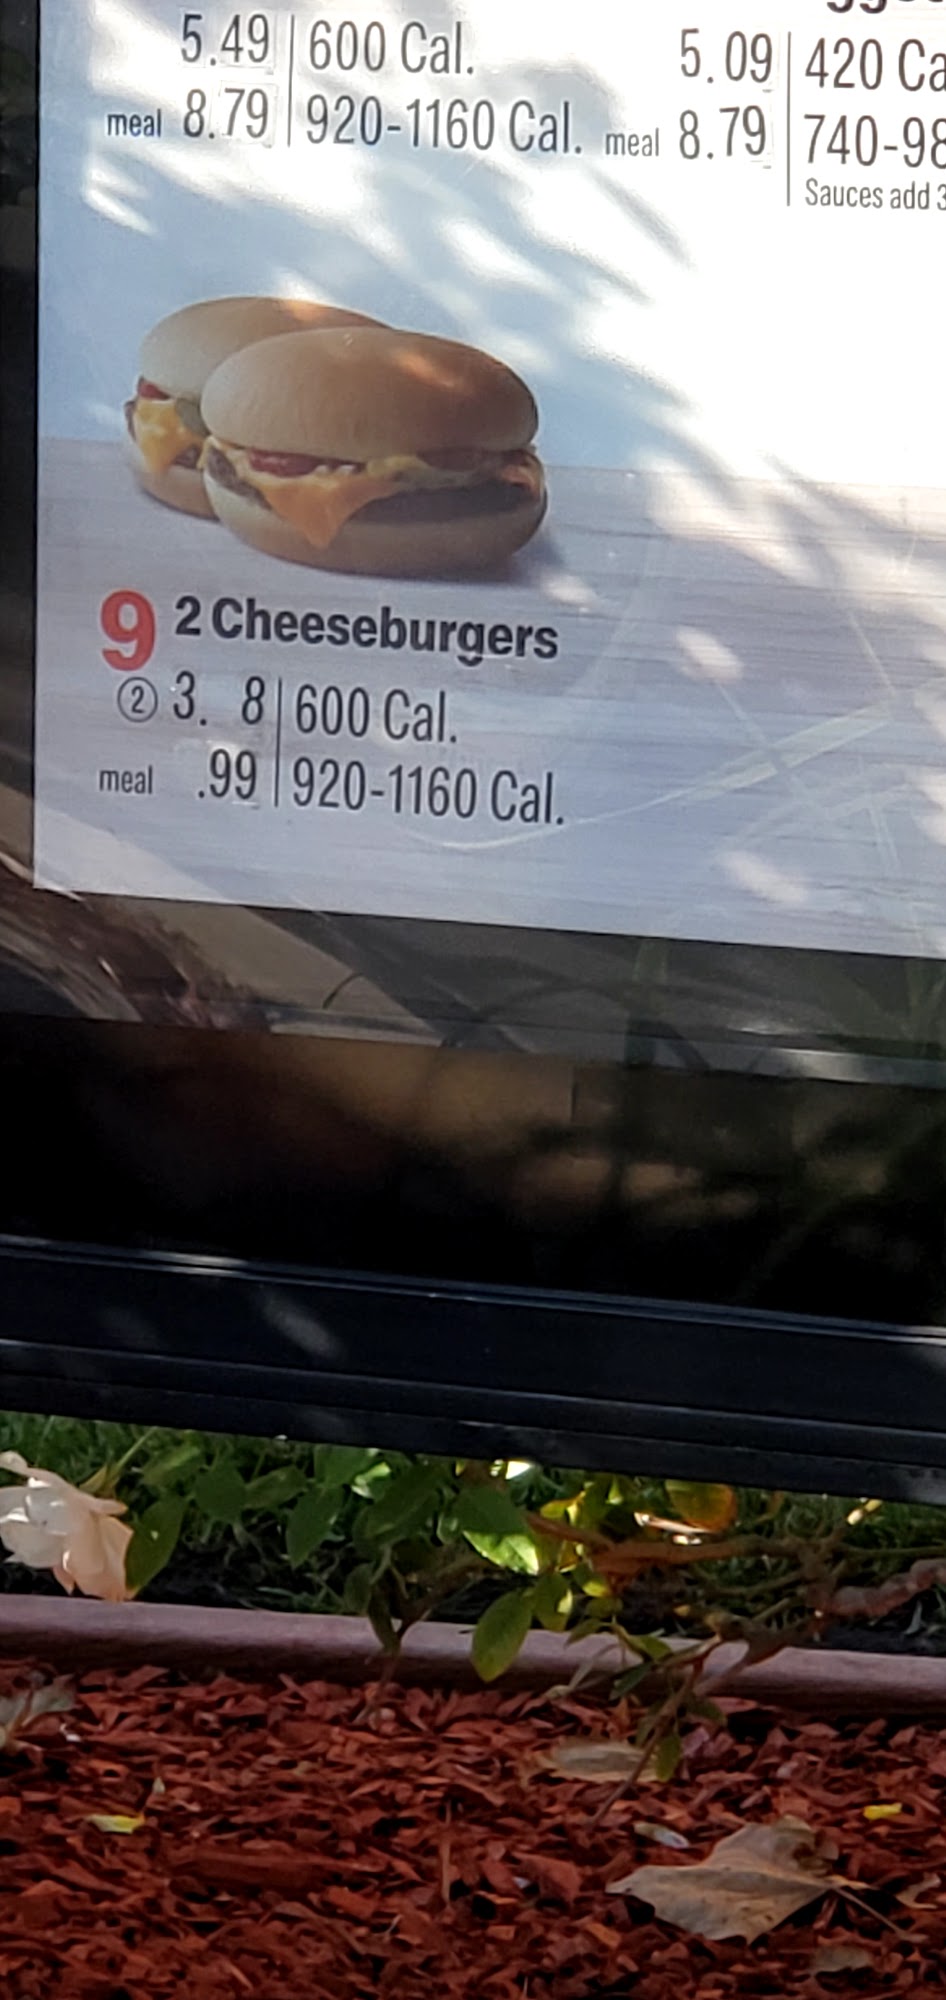 5.49 | 600 Cal.
meal 8.79 | 920-1160 Cal.
5.09 | 420 Ca
meal 8.79 | 740-98
Sauces add 3
9 2 Cheeseburgers
② 3. 8 | 600 Cal.
meal .99 | 920-1160 Cal.